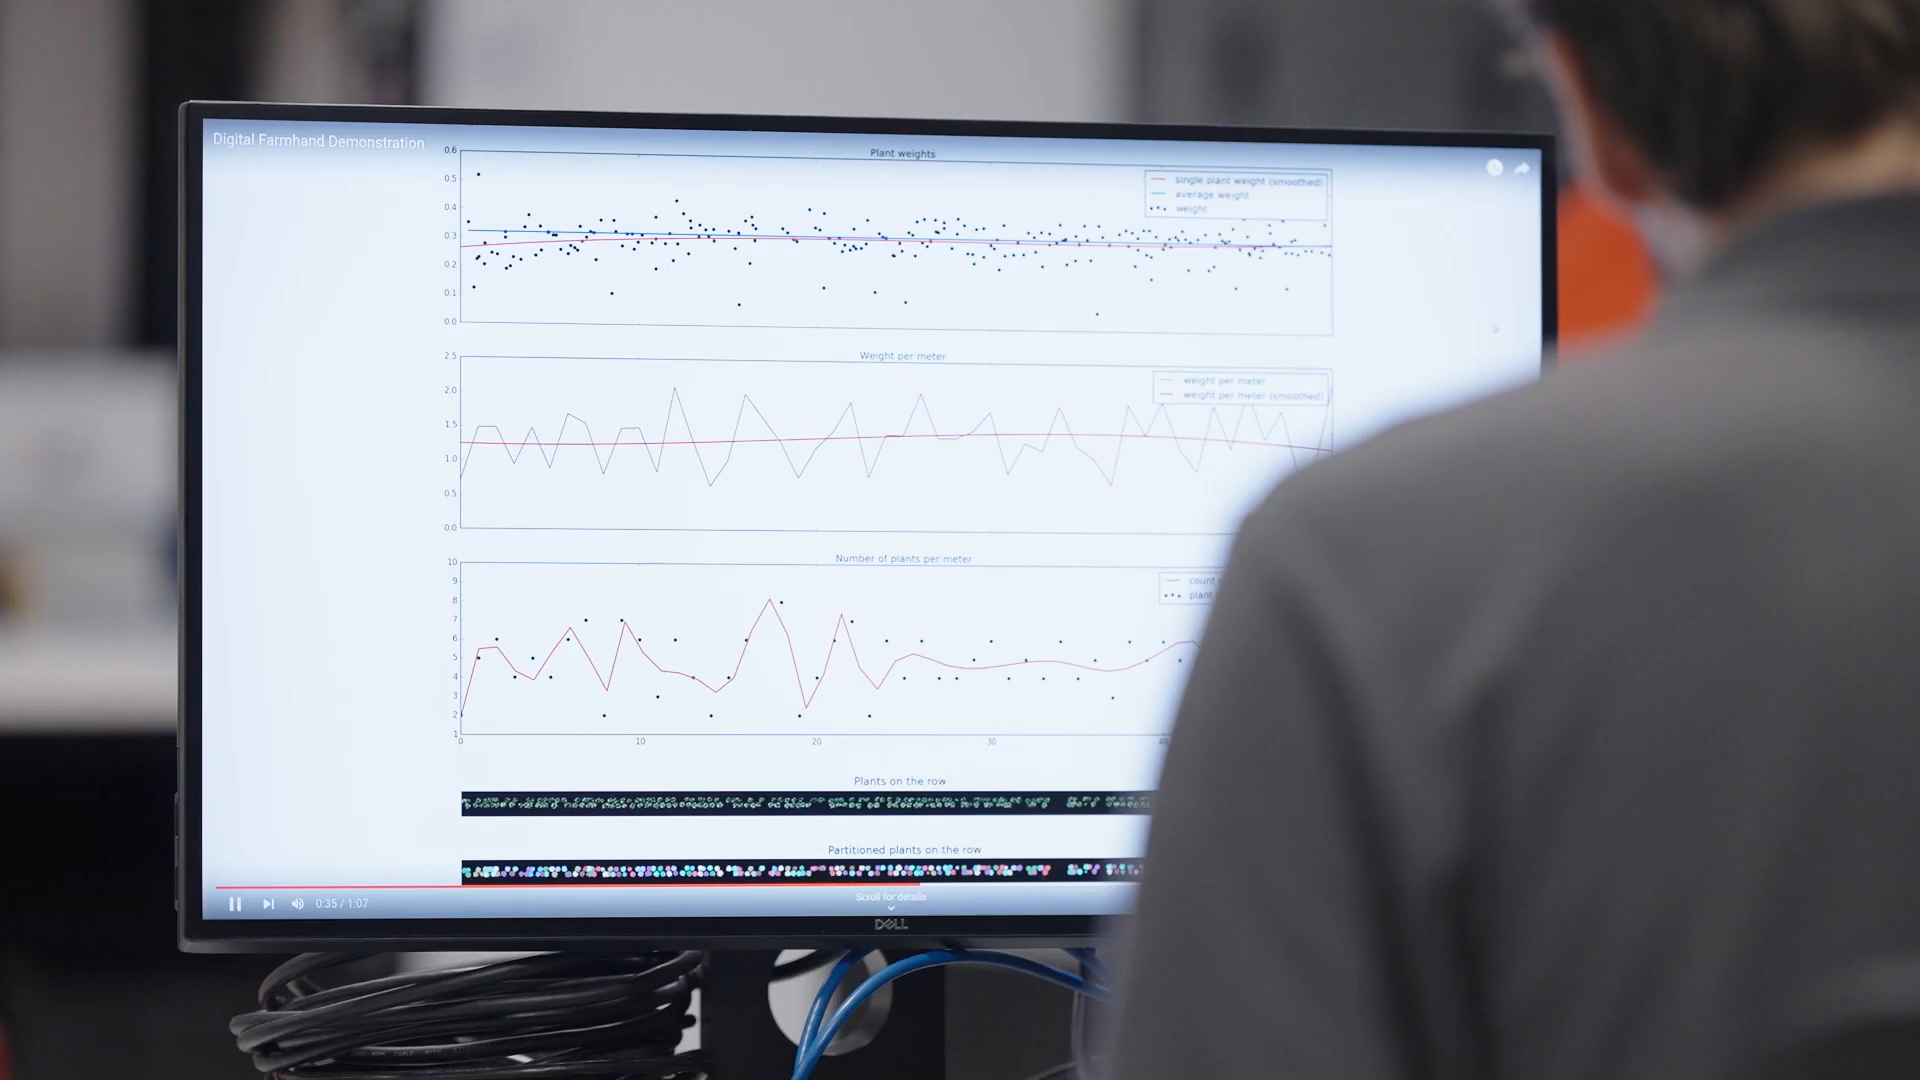 Digital Farmhand Demonstration
Plant weights
0.6
0.5
0.4
0.3
0.2
0.1
0.0
single plant weight (smoothed)
average weight
weight
Weight per meter
2.5
2.0
1.5
1.0
0.5
0.0
weight per meter
weight per meter (smoothed)
Number of plants per meter
10
9
8
7
6
5
4
3
2
1
count
plant
0 10 20 30 40
Plants on the row
Partitioned plants on the row
0:35 / 1:07
Scroll for details
DELL